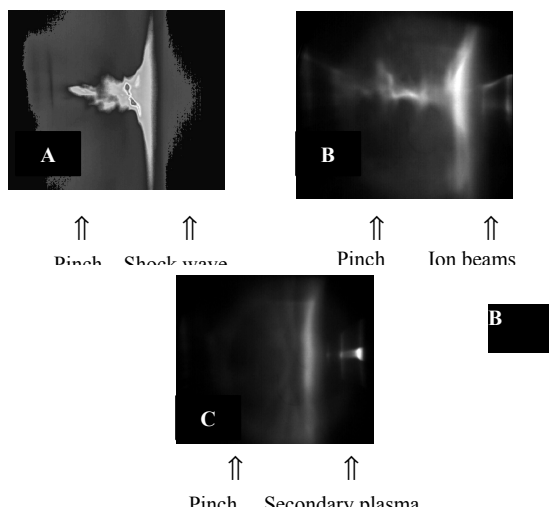 A
B
⇑ ⇑ ⇑ ⇑
Pinch Shock wave Pinch Ion beams
B
C
⇑ ⇑
Pinch Secondary plasma